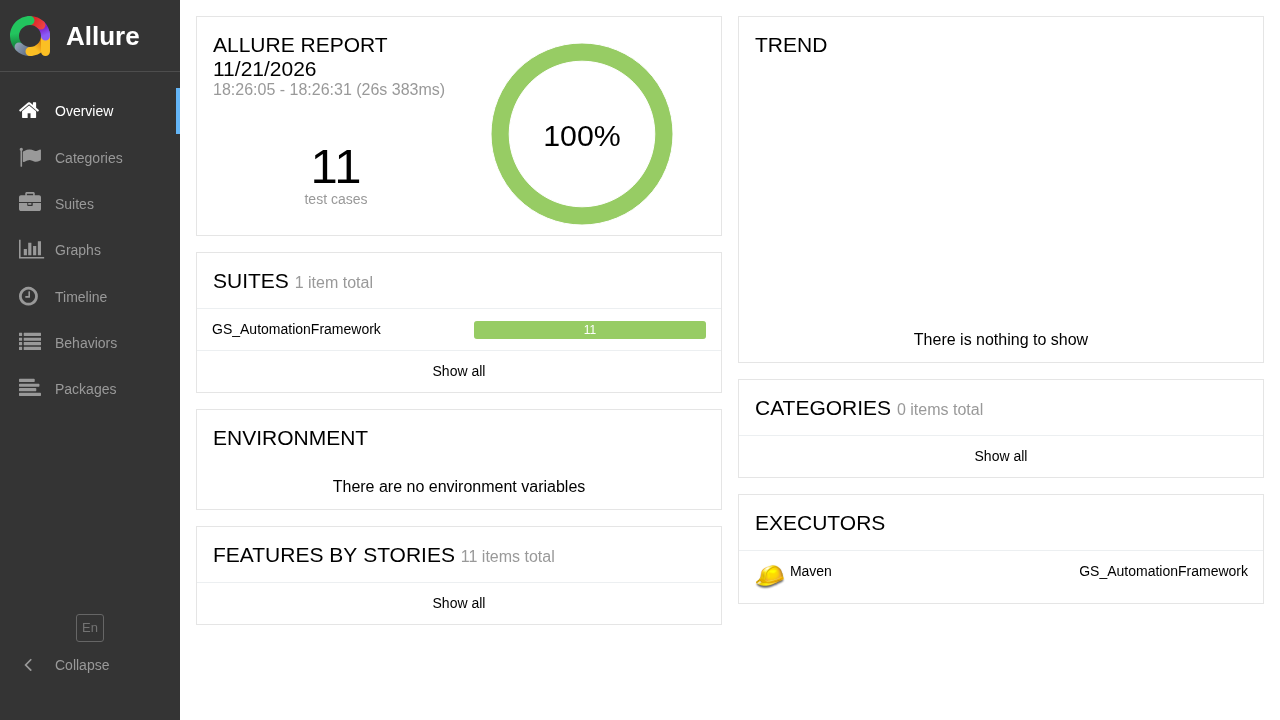 Allure
Overview
Categories
Suites
Graphs
Timeline
Behaviors
Packages
En
Collapse
ALLURE REPORT
11/21/2026
18:26:05 - 18:26:31 (26s 383ms)
11
test cases
100%
SUITES 1 item total
GS_AutomationFramework 11
Show all
ENVIRONMENT
There are no environment variables
FEATURES BY STORIES 11 items total
Show all
TREND
There is nothing to show
CATEGORIES 0 items total
Show all
EXECUTORS
Maven GS_AutomationFramework